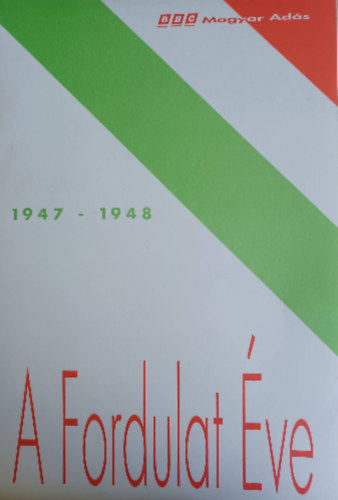 BBC Magyar Adás
1947 - 1948
A Fordulat Éve